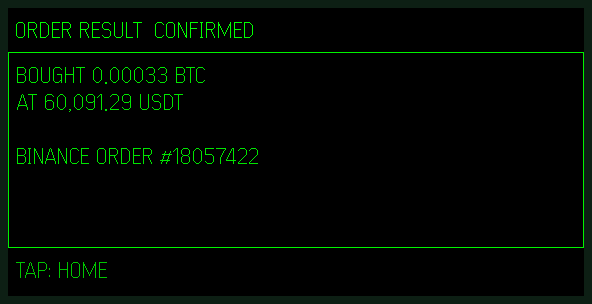 ORDER RESULT CONFIRMED
BOUGHT 0.00033 BTC
AT 60,091.29 USDT
BINANCE ORDER #18057422
TAP: HOME